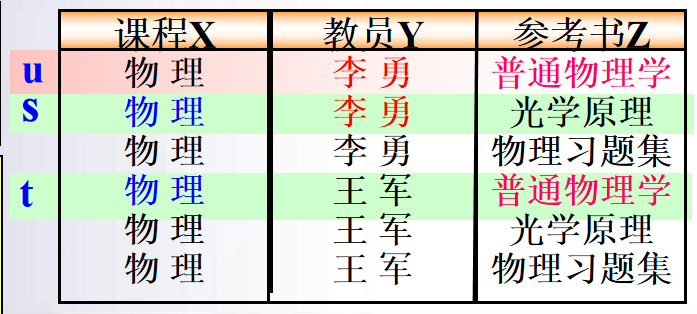 课程X 教员Y 参考书Z
u 物 理 李 勇 普通物理学
s 物 理 李 勇 光学原理
物 理 李 勇 物理习题集
t 物 理 王 军 普通物理学
物 理 王 军 光学原理
物 理 王 军 物理习题集